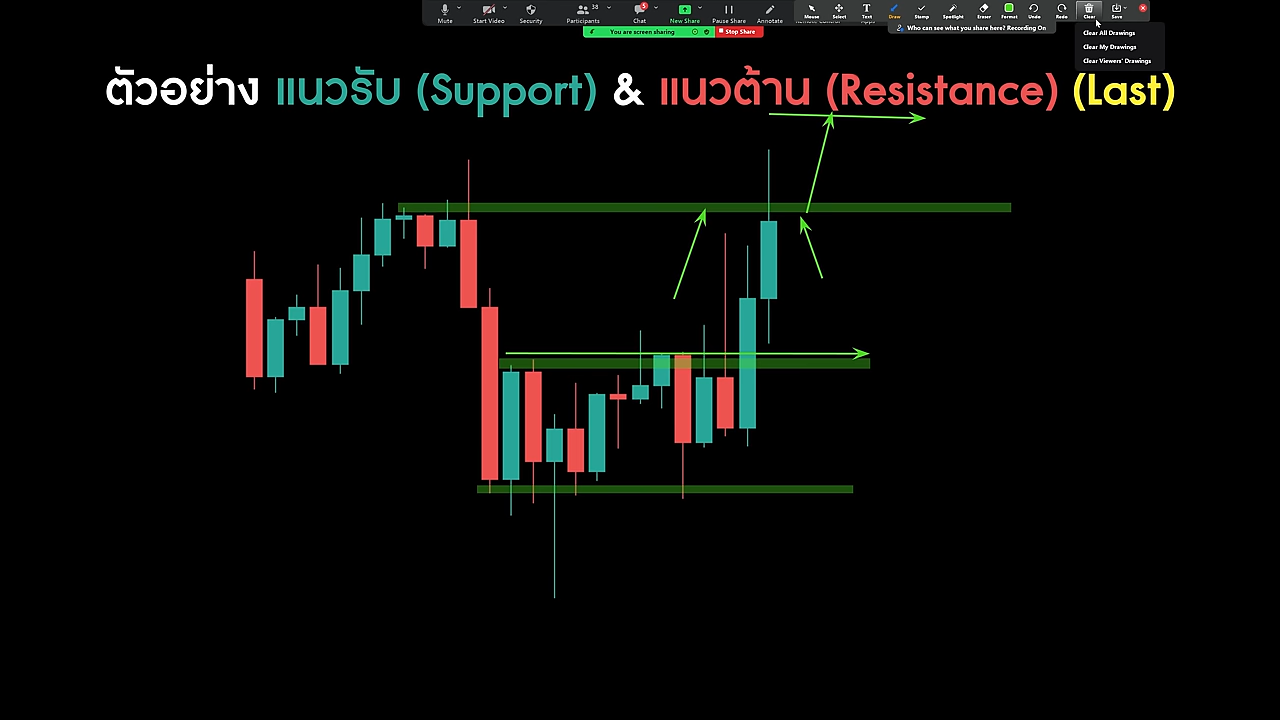 Mute
Start Video
Security
Participants
38
Chat
5
New Share
Pause Share
Annotate
Mouse
Select
Text
Draw
Stamp
Spotlight
Eraser
Format
Undo
Redo
Clear
Save
You are screen sharing
Stop Share
Who can see what you share here? Recording On
Clear All Drawings
Clear My Drawings
Clear Viewers' Drawings
ตัวอย่าง แนวรับ (Support) & แนวต้าน (Resistance) (Last)